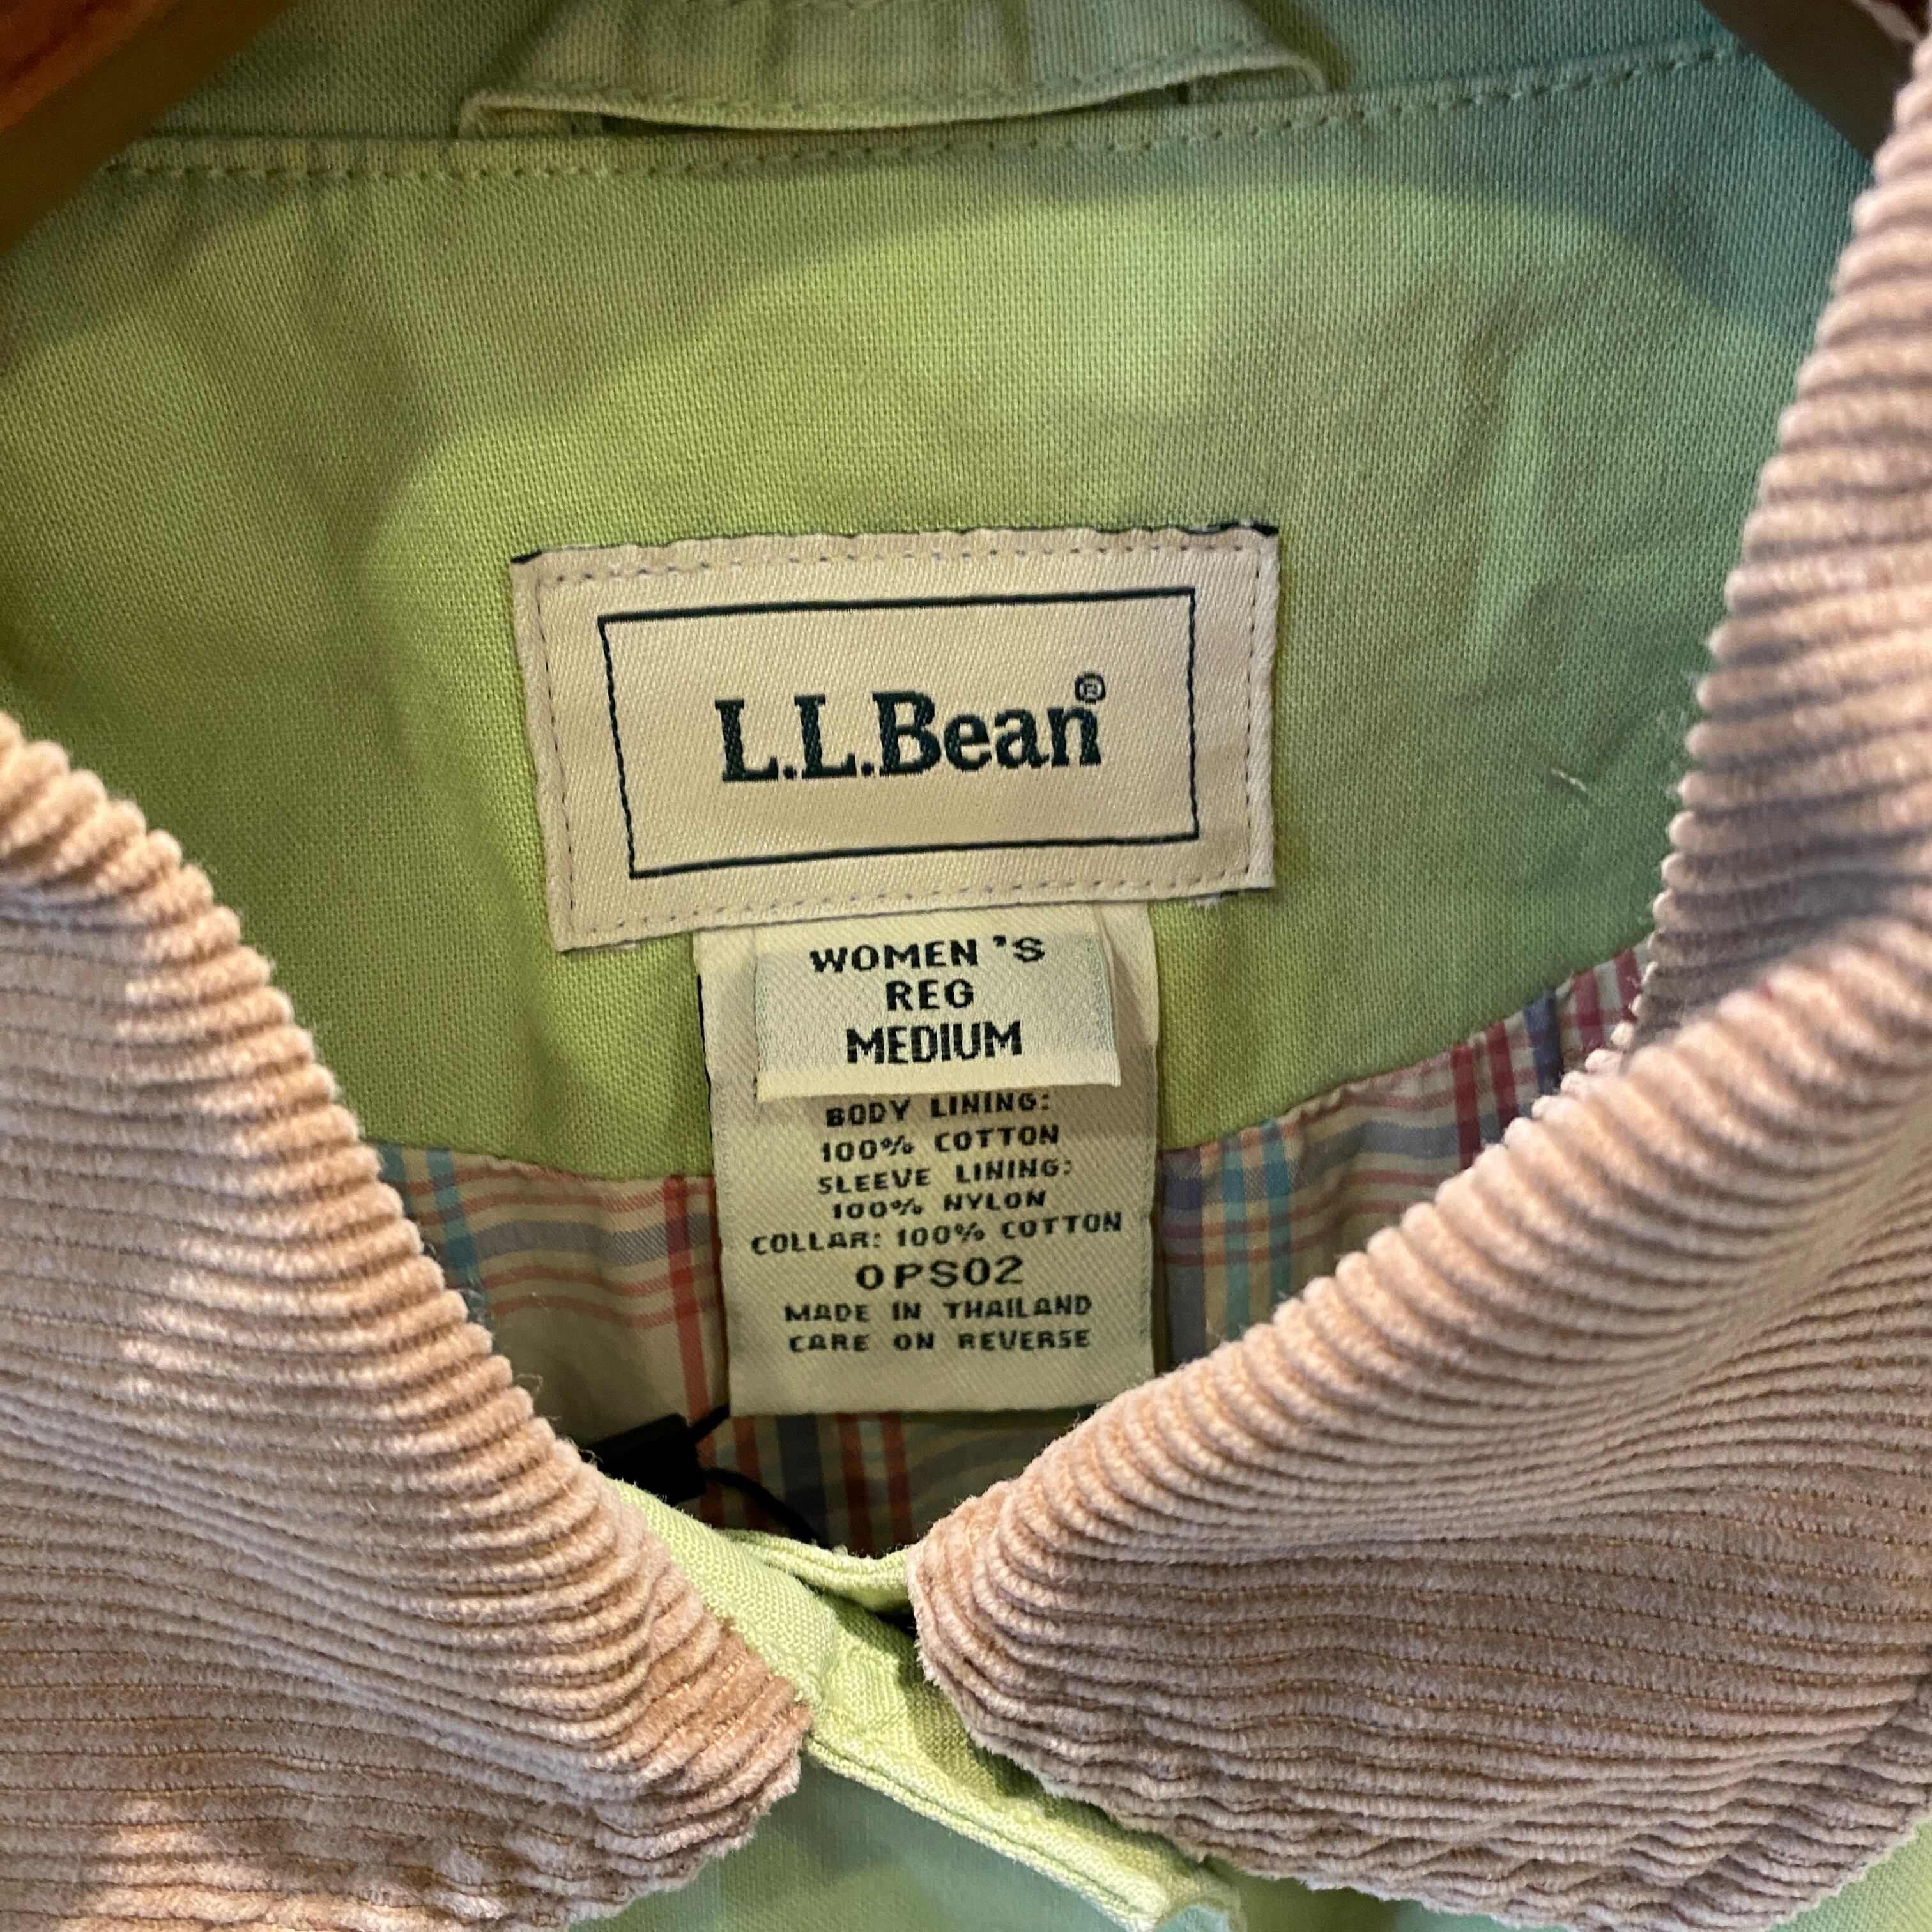 L.L.Bean®
WOMEN'S
REG
MEDIUM
BODY LINING:
100% COTTON
SLEEVE LINING:
100% NYLON
COLLAR: 100% COTTON
0PS02
MADE IN THAILAND
CARE ON REVERSE